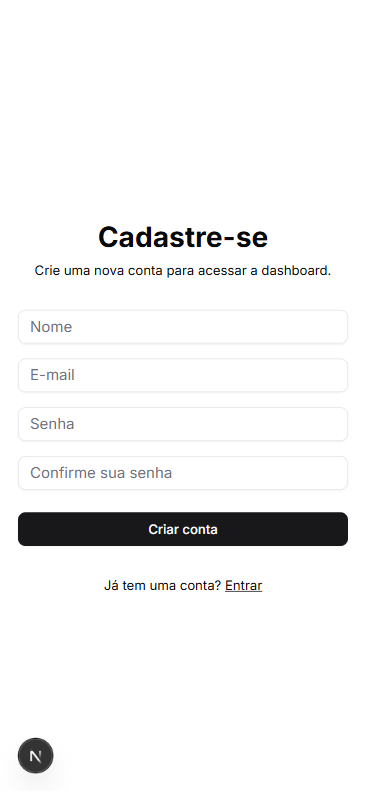 Cadastre-se
Crie uma nova conta para acessar a dashboard.
Nome
E-mail
Senha
Confirme sua senha
Criar conta
Já tem uma conta? Entrar
N